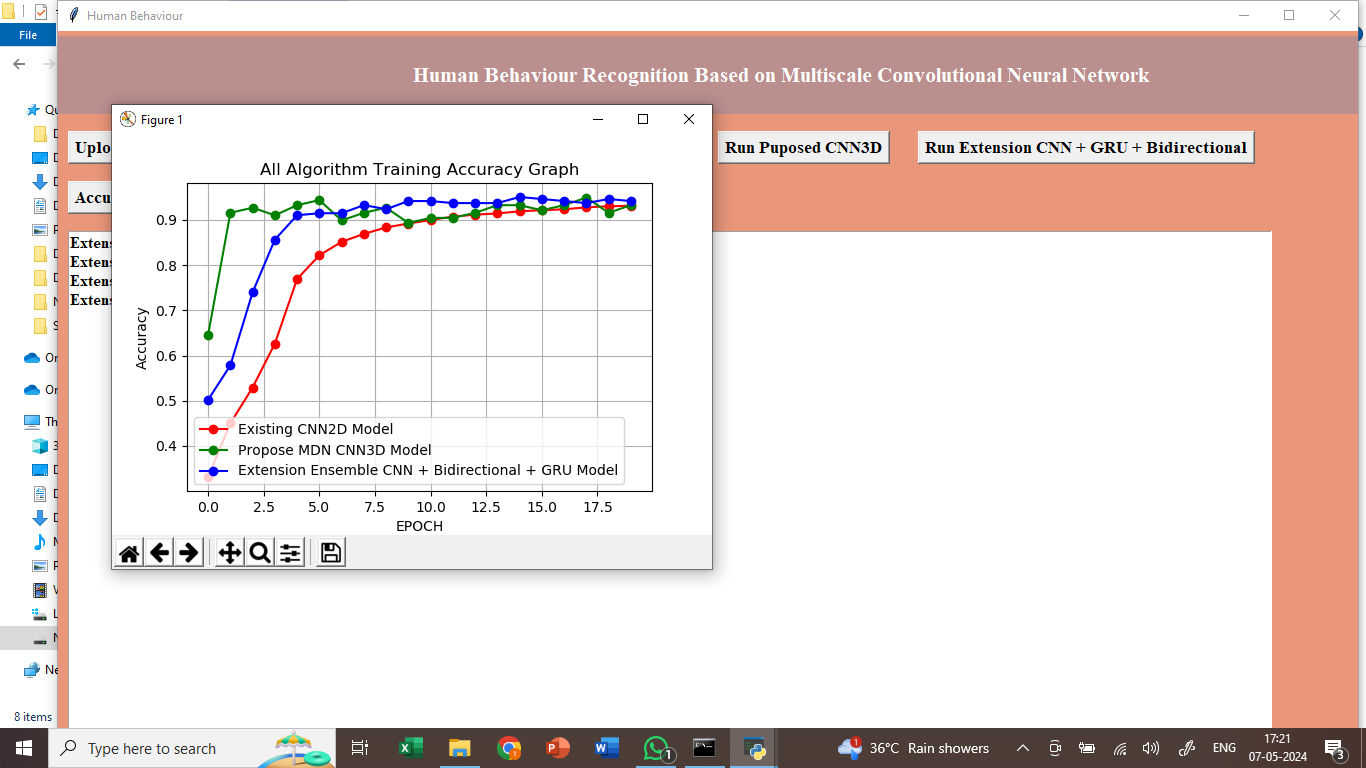 Human Behaviour
File
Human Behaviour Recognition Based on Multiscale Convolutional Neural Network
Figure 1
Run Puposed CNN3D
Run Extension CNN + GRU + Bidirectional
All Algorithm Training Accuracy Graph
Accuracy
0.9
0.8
0.7
0.6
0.5
0.4
Existing CNN2D Model
Propose MDN CNN3D Model
Extension Ensemble CNN + Bidirectional + GRU Model
0.0 2.5 5.0 7.5 10.0 12.5 15.0 17.5
EPOCH
8 items
Type here to search
1
1
36°C Rain showers
ENG
17:21
07-05-2024
3